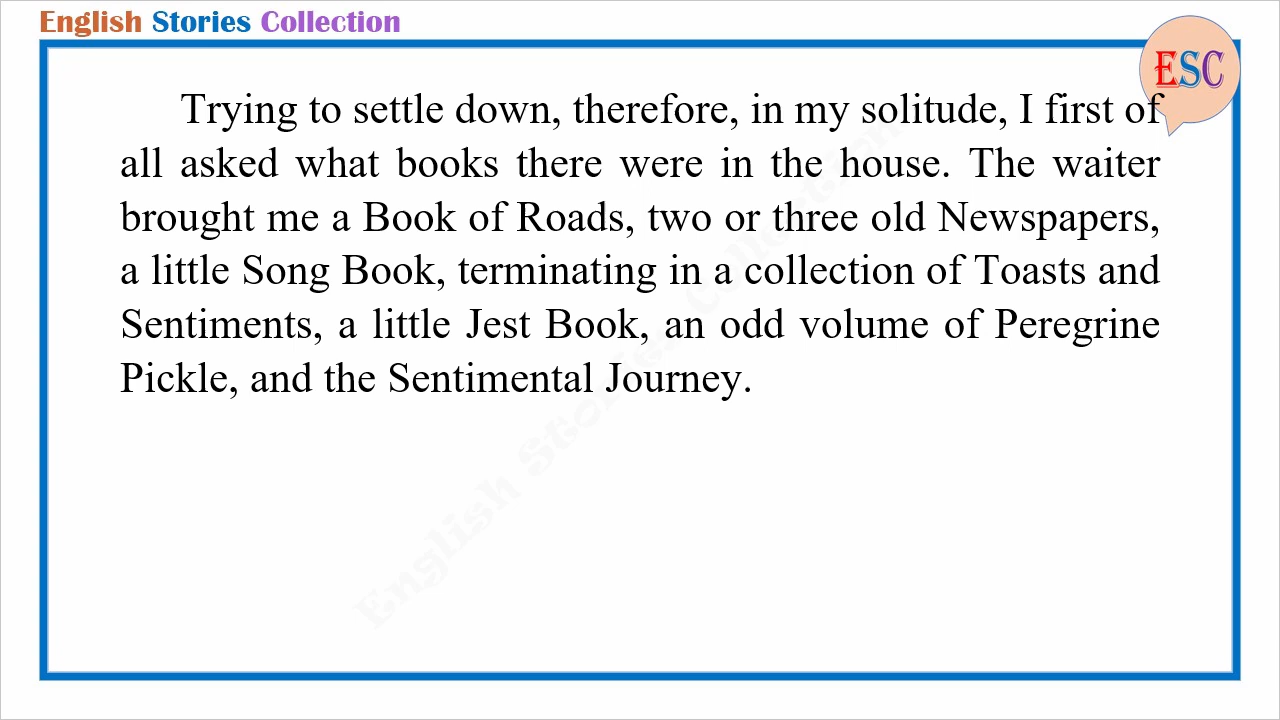 English Stories Collection
ESC
Trying to settle down, therefore, in my solitude, I first of
all asked what books there were in the house. The waiter
brought me a Book of Roads, two or three old Newspapers,
a little Song Book, terminating in a collection of Toasts and
Sentiments, a little Jest Book, an odd volume of Peregrine
Pickle, and the Sentimental Journey.
English Stories Collection